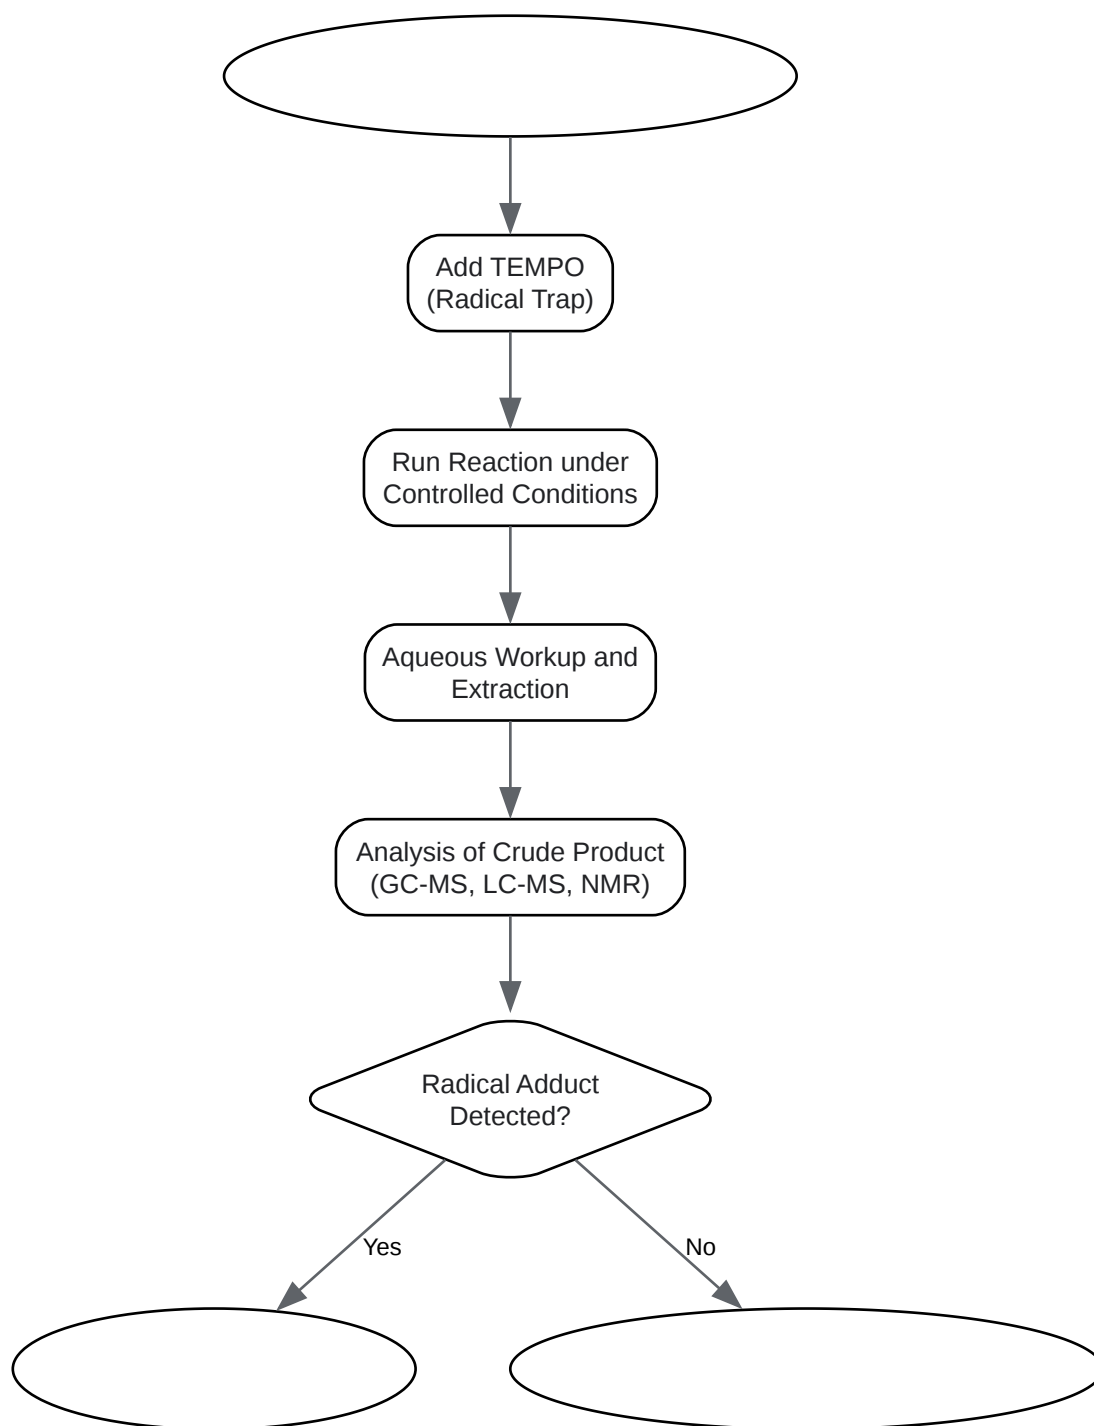 Add TEMPO
(Radical Trap)
Run Reaction under
Controlled Conditions
Aqueous Workup and
Extraction
Analysis of Crude Product
(GC-MS, LC-MS, NMR)
Radical Adduct
Detected?
Yes
No